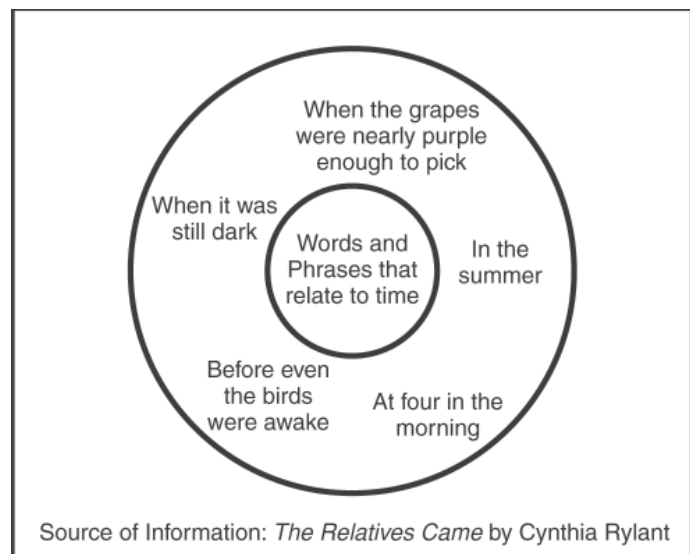 When the grapes
were nearly purple
enough to pick
When it was
still dark
Words and
Phrases that
relate to time
In the
summer
Before even
the birds
were awake
At four in the
morning
Source of Information: The Relatives Came by Cynthia Rylant